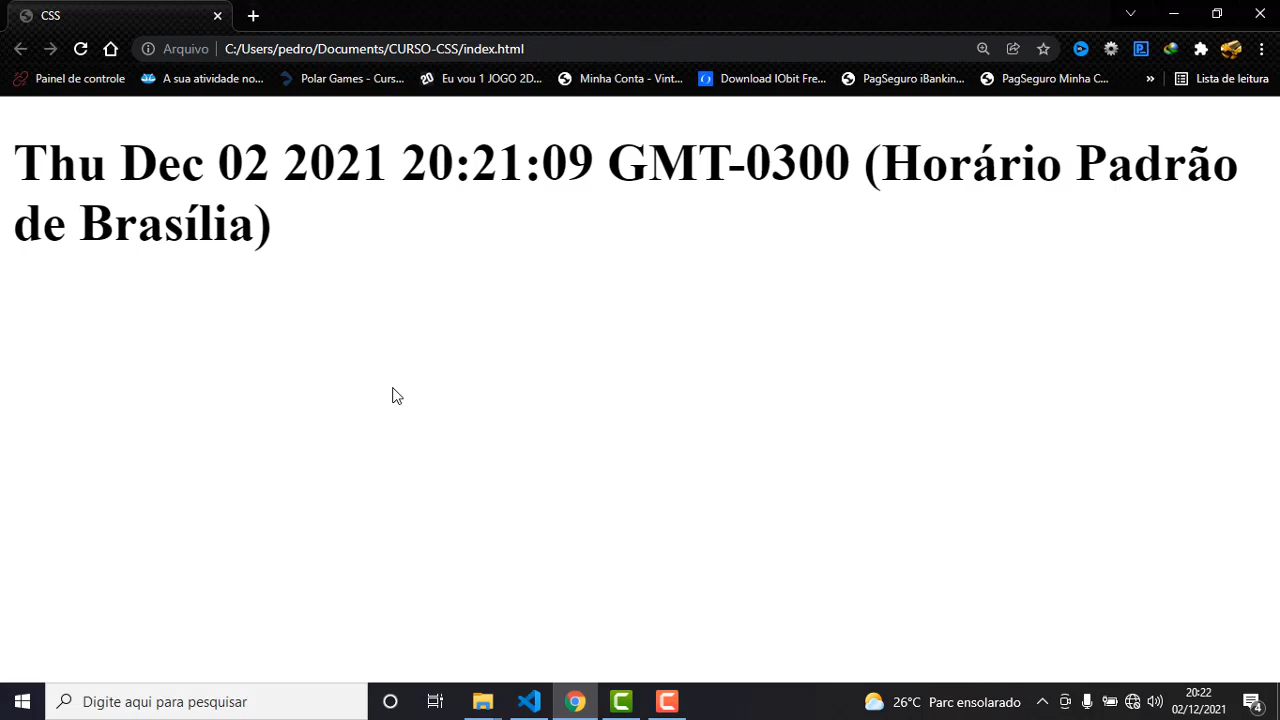 CSS
Arquivo C:/Users/pedro/Documents/CURSO-CSS/index.html
Painel de controle A sua atividade no... Polar Games - Curs... Eu vou 1 JOGO 2D... Minha Conta - Vint... Download IObit Fre... PagSeguro iBankin... PagSeguro Minha C... » Lista de leitura
Thu Dec 02 2021 20:21:09 GMT-0300 (Horário Padrão
de Brasília)
Digite aqui para pesquisar
26°C Parc ensolarado
20:22
02/12/2021
4